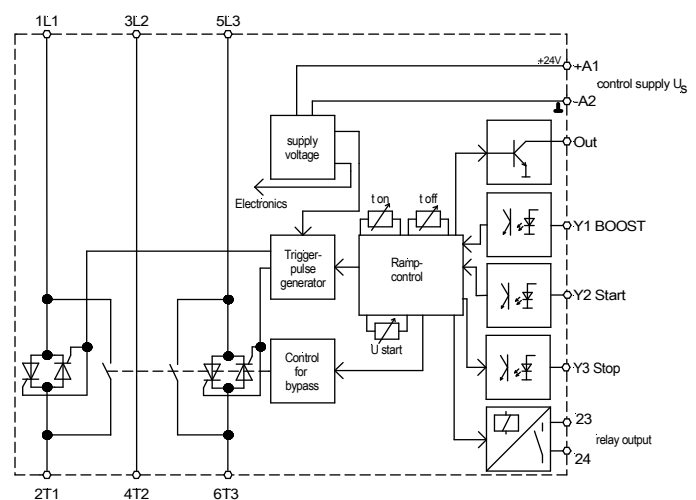 1L1 3L2 5L3
+24V
+A1
control supply Us
-A2
supply
voltage
Out
Electronics
t on t off
Y1 BOOST
Trigger-
pulse
generator
Ramp-
control
Y2 Start
U start
Control
for
bypass
Y3 Stop
23
relay output
24
2T1 4T2 6T3